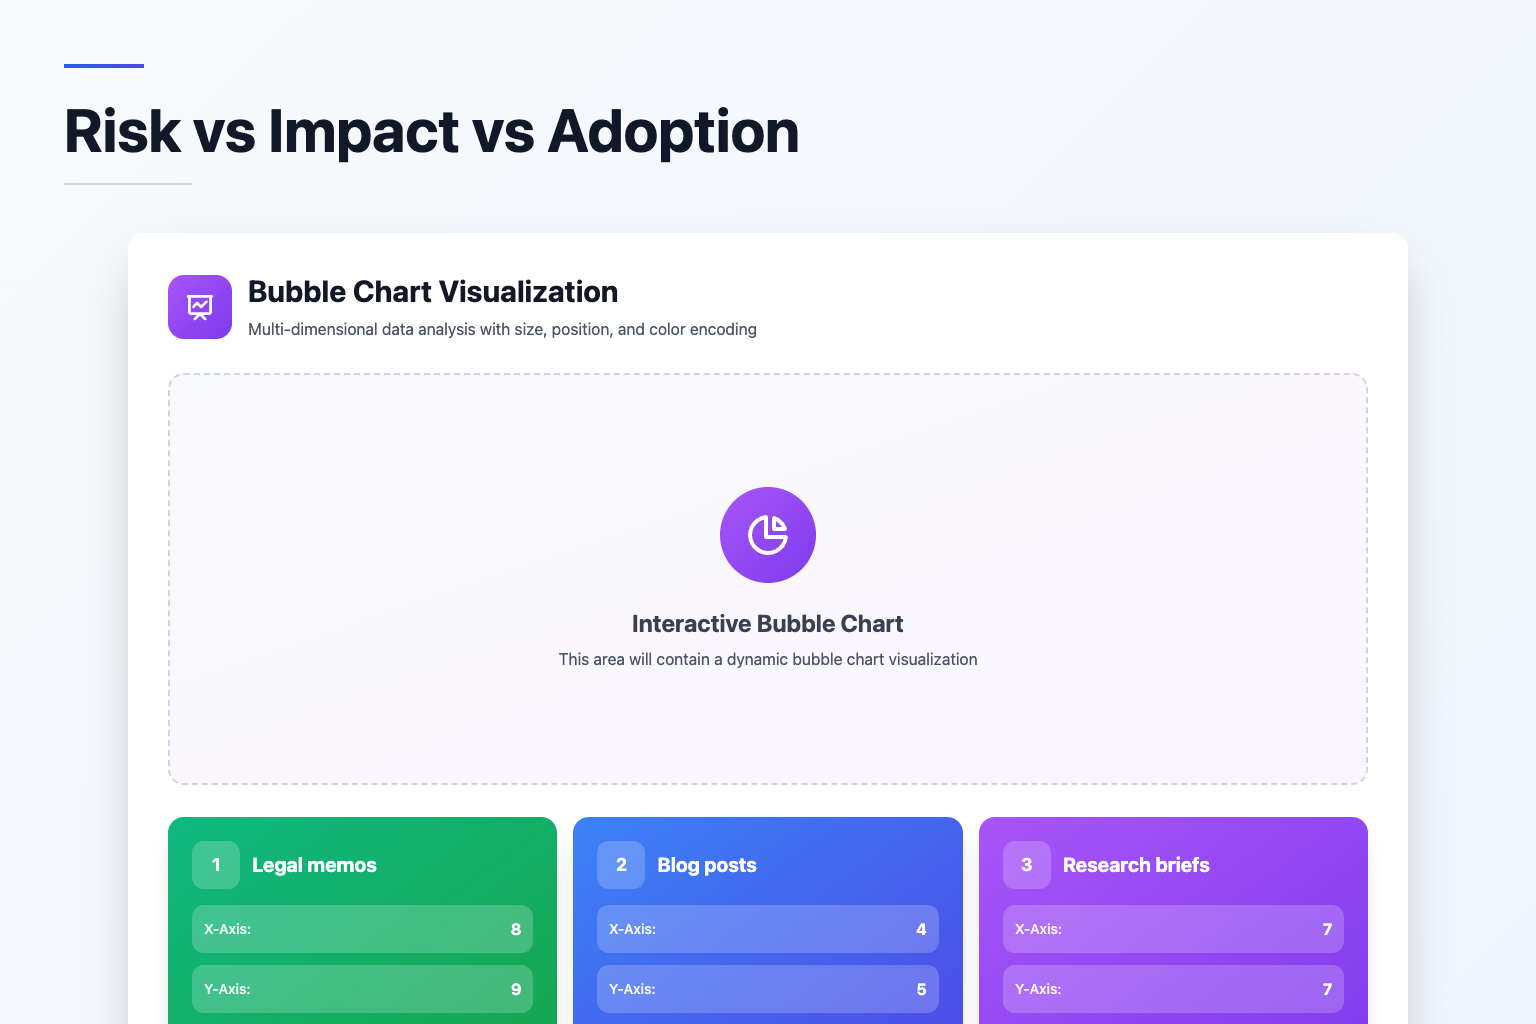 Risk vs Impact vs Adoption
Bubble Chart Visualization
Multi-dimensional data analysis with size, position, and color encoding
Interactive Bubble Chart
This area will contain a dynamic bubble chart visualization
1 Legal memos
X-Axis: 8
Y-Axis: 9
2 Blog posts
X-Axis: 4
Y-Axis: 5
3 Research briefs
X-Axis: 7
Y-Axis: 7